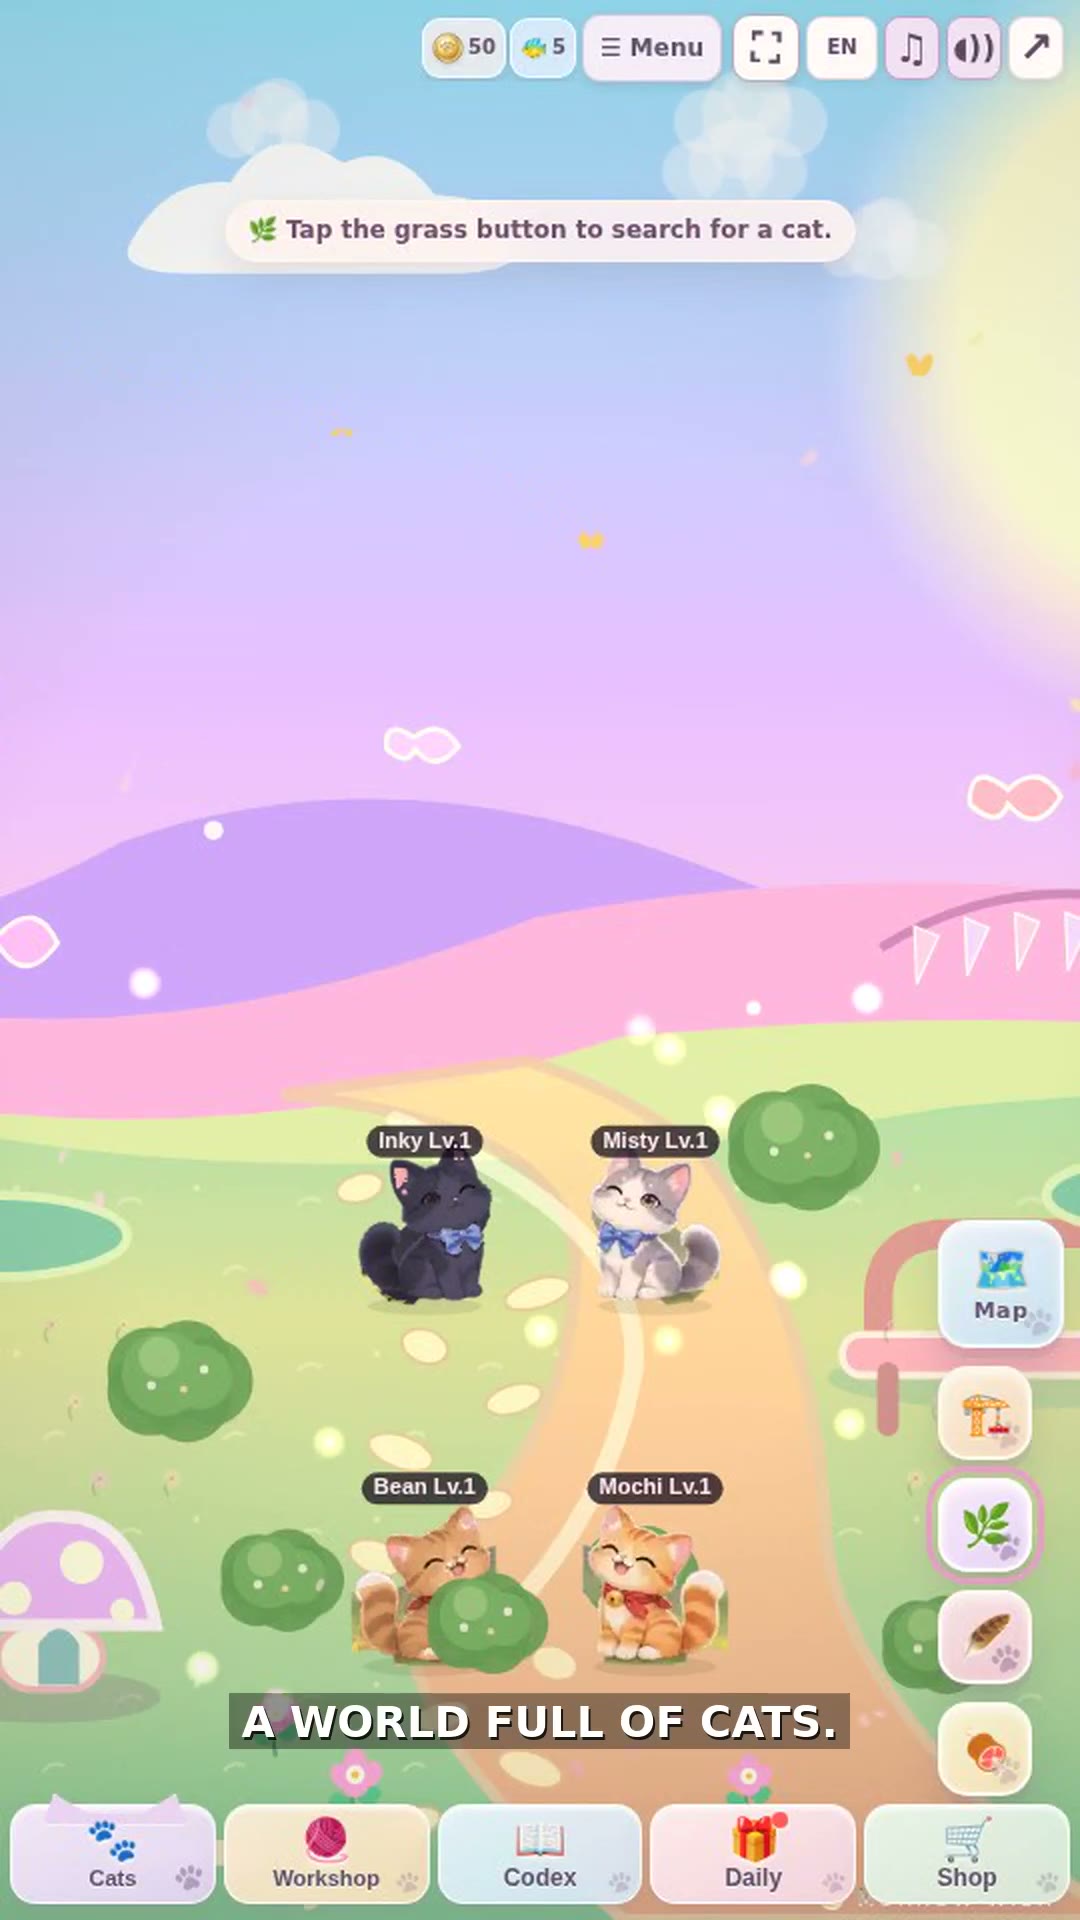 50
5
☰ Menu
EN
Tap the grass button to search for a cat.
Inky Lv.1
Misty Lv.1
Map
Bean Lv.1
Mochi Lv.1
A WORLD FULL OF CATS.
Cats
Workshop
Codex
Daily
Shop